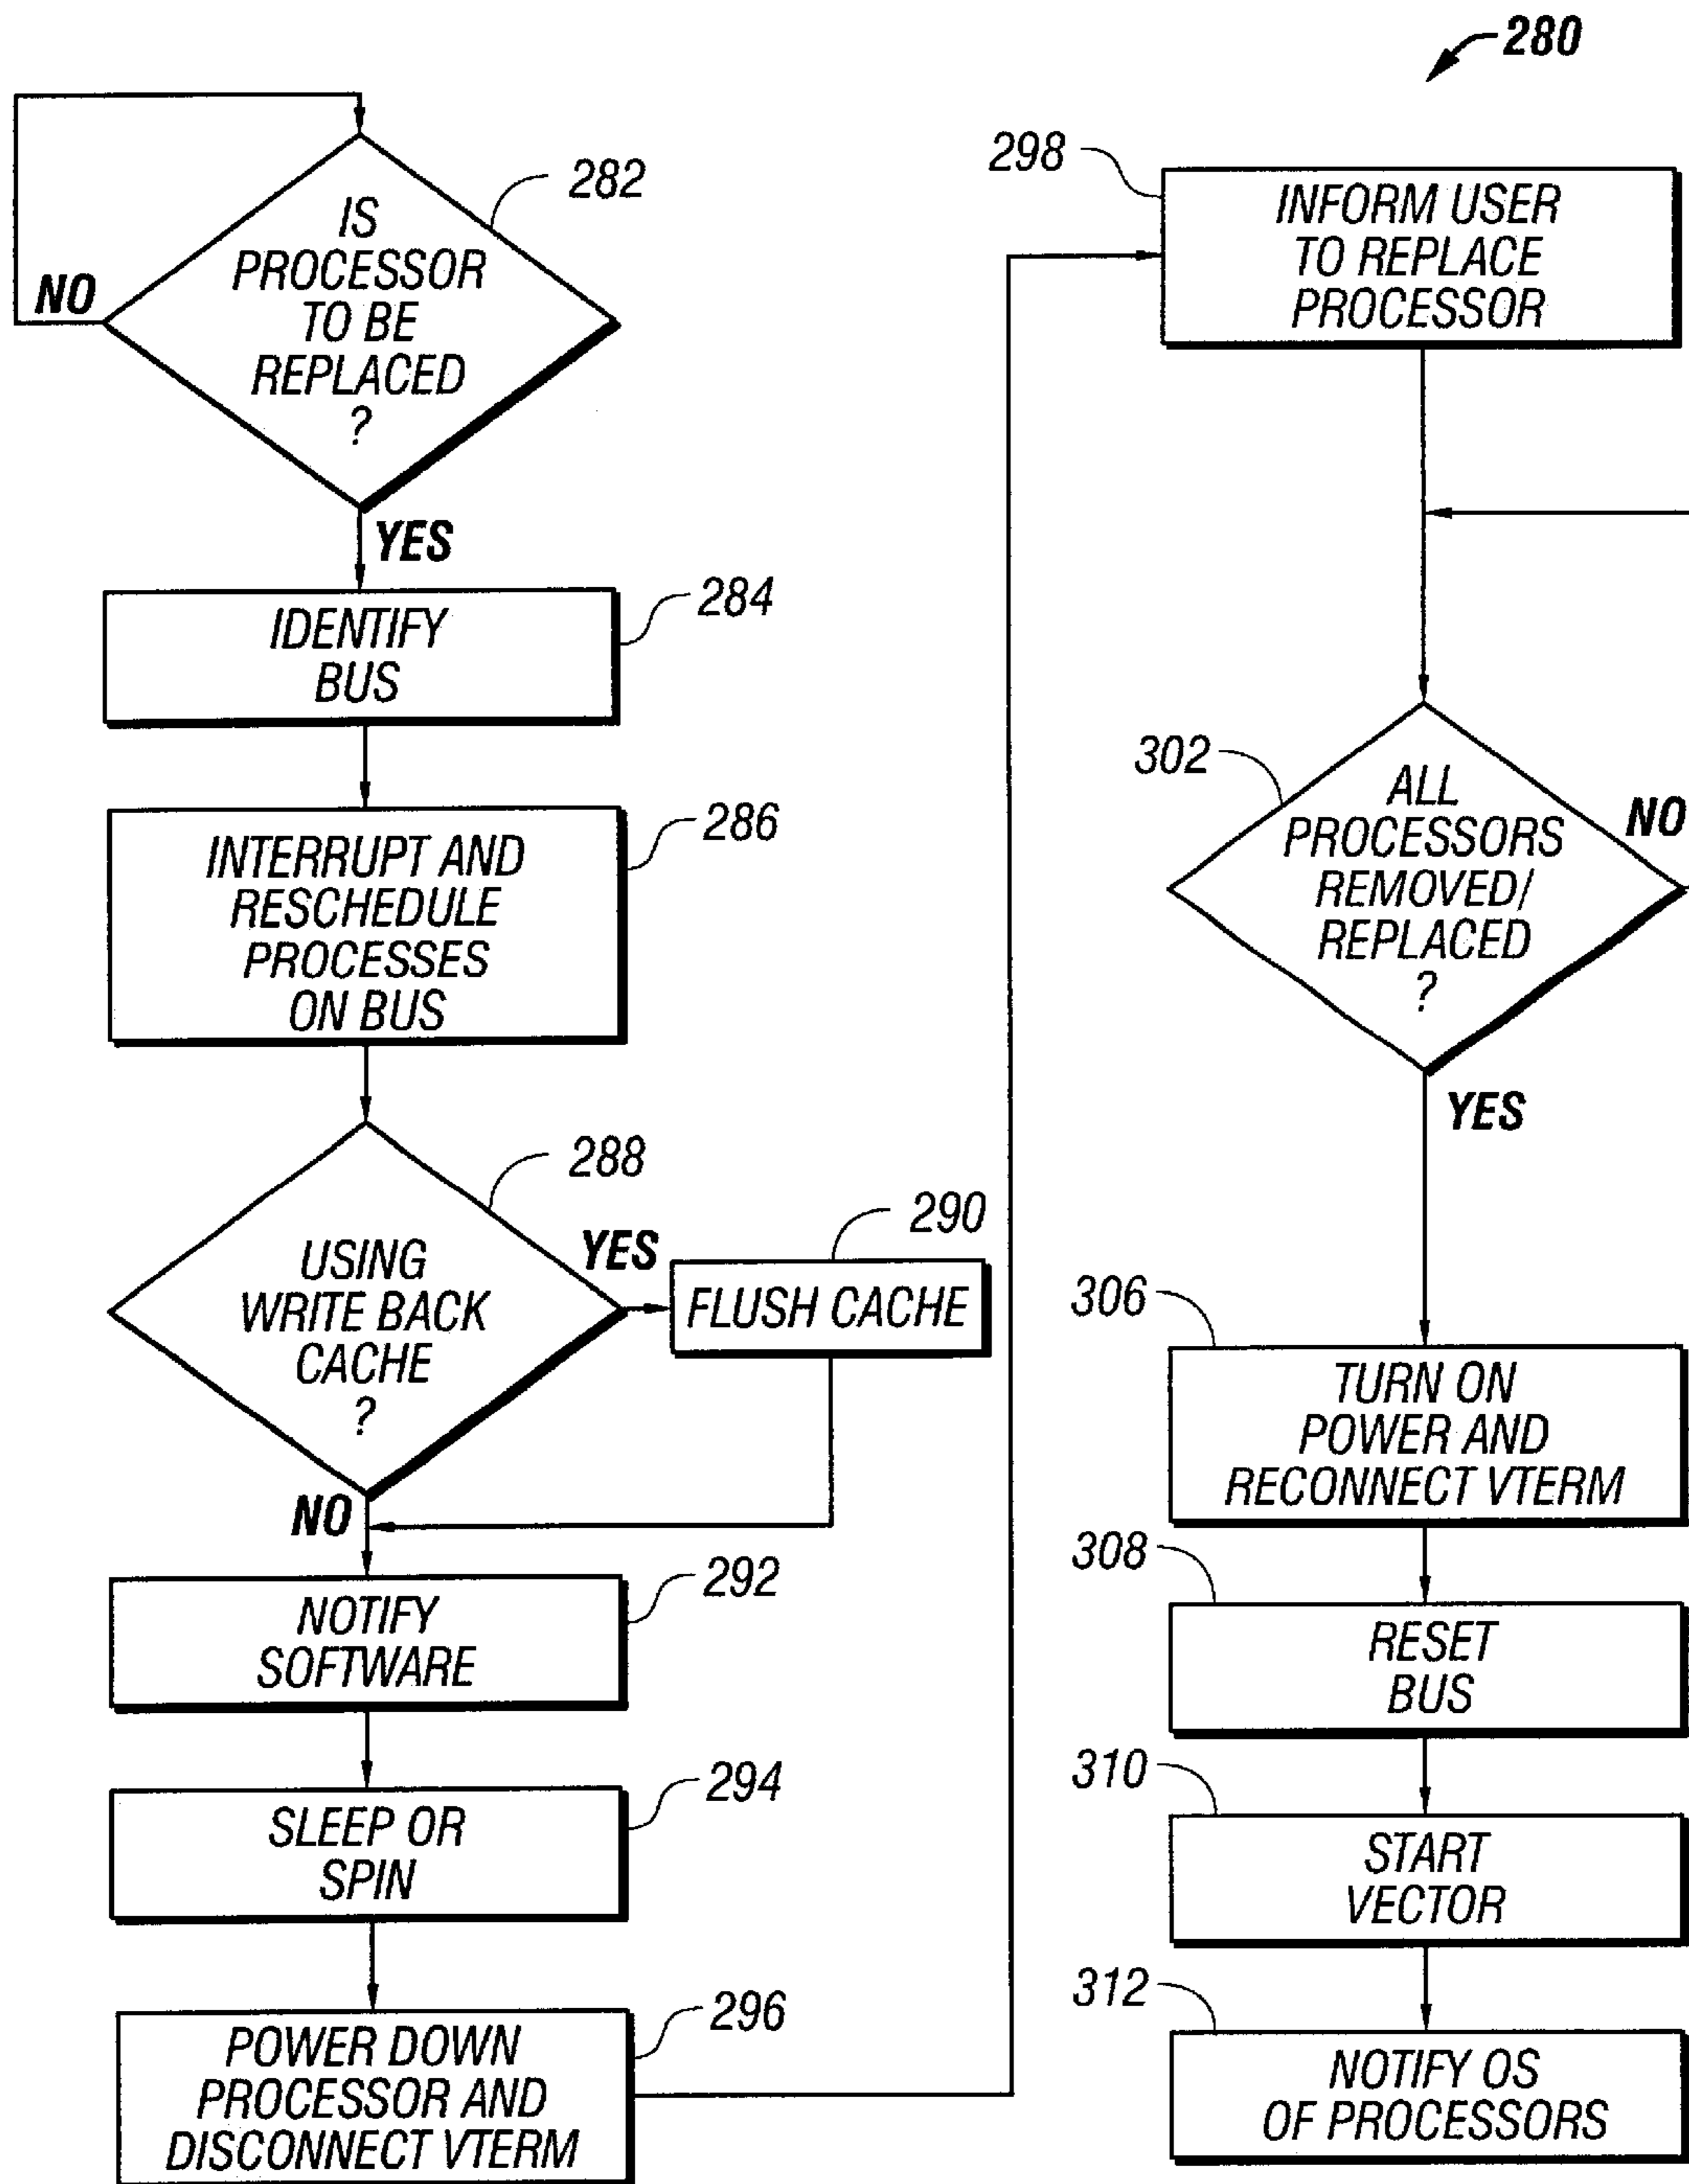 280
282
IS
PROCESSOR
TO BE
REPLACED
?
NO
YES
284
IDENTIFY
BUS
286
INTERRUPT AND
RESCHEDULE
PROCESSES
ON BUS
288
USING
WRITE BACK
CACHE
?
YES
290
FLUSH CACHE
NO
292
NOTIFY
SOFTWARE
294
SLEEP OR
SPIN
296
POWER DOWN
PROCESSOR AND
DISCONNECT VTERM
298
INFORM USER
TO REPLACE
PROCESSOR
302
ALL
PROCESSORS
REMOVED/
REPLACED
?
NO
YES
306
TURN ON
POWER AND
RECONNECT VTERM
308
RESET
BUS
310
START
VECTOR
312
NOTIFY OS
OF PROCESSORS